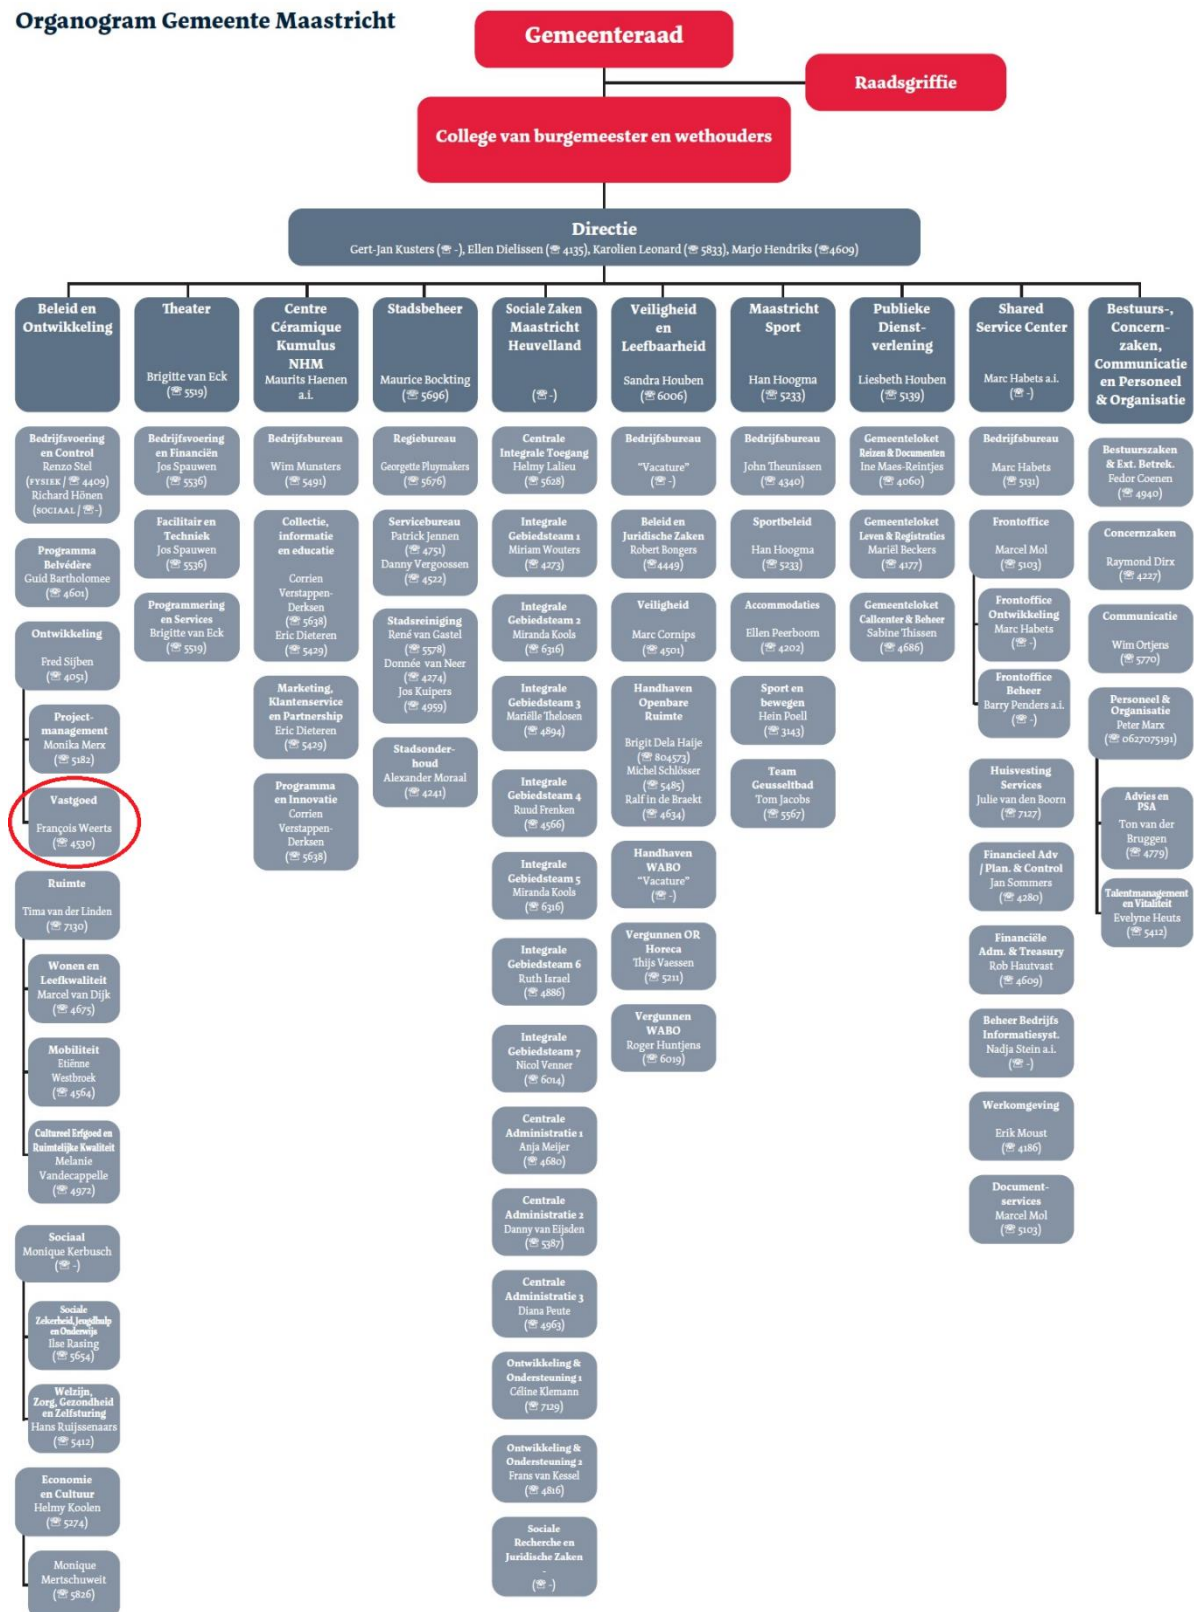 Organogram Gemeente Maastricht
Gemeenteraad
Raadsgriffie
College van burgemeester en wethouders
Directie
Gert-Jan Kusters (☏ -), Ellen Dielissen (☏ 4135), Karolien Leonard (☏ 5833), Marjo Hendriks (☏4609)
Beleid en
Ontwikkeling
Bedrijfsvoering
en Control
Renzo Stel
(FYSIEK / ☏ 4409)
Richard Hönen
(SOCIAAL / ☏-)
Programma
Belvédère
Guid Bartholomee
(☏ 4601)
Ontwikkeling
Fred Sijben
(☏ 4051)
Project-
management
Monika Merx
(☏ 5182)
Vastgoed
François Weerts
(☏ 4530)
Ruimte
Tima van der Linden
(☏ 7130)
Wonen en
Leefkwaliteit
Marcel van Dijk
(☏ 4675)
Mobiliteit
Etiënne
Westbroek
(☏ 4564)
Cultureel Erfgoed en
Ruimtelijke Kwaliteit
Melanie
Vandecappelle
(☏ 4972)
Sociaal
Monique Kerbusch
(☏ -)
Sociale
Zekerheid, Jeugdhulp
en Onderwijs
Ilse Rasing
(☏ 5654)
Welzijn,
Zorg, Gezondheid
en Zelfsturing
Hans Ruijssenaars
(☏ 5412)
Economie
en Cultuur
Helmy Koolen
(☏ 5274)
Monique
Mertschuweit
(☏ 5826)
Theater
Brigitte van Eck
(☏ 5519)
Bedrijfsvoering
en Financiën
Jos Spauwen
(☏ 5536)
Facilitair en
Techniek
Jos Spauwen
(☏ 5536)
Programmering
en Services
Brigitte van Eck
(☏ 5519)
Centre
Céramique
Kumulus
NHM
Maurits Haenen
a.i.
Bedrijfsbureau
Wim Munsters
(☏ 5491)
Collectie,
informatie
en educatie
Corrien
Verstappen-
Derksen
(☏ 5638)
Eric Dieteren
(☏ 5429)
Marketing,
Klantenservice
en Partnership
Eric Dieteren
(☏ 5429)
Programma
en Innovatie
Corrien
Verstappen-
Derksen
(☏ 5638)
Stadsbeheer
Maurice Bockting
(☏ 5696)
Regiebureau
Georgette Pluymakers
(☏ 5676)
Servicebureau
Patrick Jennen
(☏ 4751)
Danny Vergoossen
(☏ 4522)
Stadsreiniging
René van Gastel
(☏ 5578)
Donnée van Neer
(☏ 4274)
Jos Kuipers
(☏ 4959)
Stadsonder-
houd
Alexander Moraal
(☏ 4241)
Sociale Zaken
Maastricht
Heuvelland
(☏ -)
Centrale
Integrale Toegang
Helmy Lalieu
(☏ 5628)
Integrale
Gebiedsteam 1
Miriam Wouters
(☏ 4273)
Integrale
Gebiedsteam 2
Miranda Kools
(☏ 6316)
Integrale
Gebiedsteam 3
Mariëlle Thelosen
(☏ 4894)
Integrale
Gebiedsteam 4
Ruud Frenken
(☏ 4566)
Integrale
Gebiedsteam 5
Miranda Kools
(☏ 6316)
Integrale
Gebiedsteam 6
Ruth Israel
(☏ 4886)
Integrale
Gebiedsteam 7
Nicol Venner
(☏ 6014)
Centrale
Administratie 1
Anja Meijer
(☏ 4680)
Centrale
Administratie 2
Danny van Eijsden
(☏ 5387)
Centrale
Administratie 3
Diana Peute
(☏ 4963)
Ontwikkeling &
Ondersteuning 1
Céline Klemann
(☏ 7129)
Ontwikkeling &
Ondersteuning 2
Frans van Kessel
(☏ 4816)
Sociale
Recherche en
Juridische Zaken
-
(☏ -)
Veiligheid
en
Leefbaarheid
Sandra Houben
(☏ 6006)
Bedrijfsbureau
"Vacature"
(☏ -)
Beleid en
Juridische Zaken
Robert Bongers
(☏4449)
Veiligheid
Marc Cornips
(☏ 4501)
Handhaven
Openbare
Ruimte
Brigit Dela Haije
(☏ 804573)
Michel Schlösser
(☏ 5485)
Ralf in de Braekt
(☏ 4634)
Handhaven
WABO
"Vacature"
(☏ -)
Vergunnen OR
Horeca
Thijs Vaessen
(☏ 5211)
Vergunnen
WABO
Roger Huntjens
(☏ 6019)
Maastricht
Sport
Han Hoogma
(☏ 5233)
Bedrijfsbureau
John Theunissen
(☏ 4340)
Sportbeleid
Han Hoogma
(☏ 5233)
Accommodaties
Ellen Peerboom
(☏ 4202)
Sport en
bewegen
Hein Poell
(☏ 3143)
Team
Geusseltbad
Tom Jacobs
(☏ 5567)
Publieke
Dienst-
verlening
Liesbeth Houben
(☏ 5139)
Gemeenteloket
Reizen & Documenten
Ine Maes-Reintjes
(☏ 4060)
Gemeenteloket
Leven & Registraties
Mariël Beckers
(☏ 4177)
Gemeenteloket
Callcenter & Beheer
Sabine Thissen
(☏ 4686)
Shared
Service Center
Marc Habets a.i.
(☏ -)
Bedrijfsbureau
Marc Habets
(☏ 5131)
Frontoffice
Marcel Mol
(☏ 5103)
Frontoffice
Ontwikkeling
Marc Habets
(☏ -)
Frontoffice
Beheer
Barry Penders a.i.
(☏ -)
Huisvesting
Services
Julie van den Boorn
(☏ 7127)
Financieel Adv
/ Plan. & Control
Jan Sommers
(☏ 4280)
Financiële
Adm. & Treasury
Rob Hautvast
(☏ 4609)
Beheer Bedrijfs
Informatiesyst.
Nadja Stein a.i.
(☏ -)
Werkomgeving
Erik Moust
(☏ 4186)
Document-
services
Marcel Mol
(☏ 5103)
Bestuurs-,
Concern-
zaken,
Communicatie
en Personeel
& Organisatie
Bestuurszaken
& Ext. Betrek.
Fedor Coenen
(☏ 4940)
Concernzaken
Raymond Dirx
(☏ 4227)
Communicatie
Wim Ortjens
(☏ 5770)
Personeel &
Organisatie
Peter Marx
(☏ 0627075191)
Advies en
PSA
Ton van der
Bruggen
(☏ 4779)
Talentmanagement
en Vitaliteit
Evelyne Heuts
(☏ 5412)